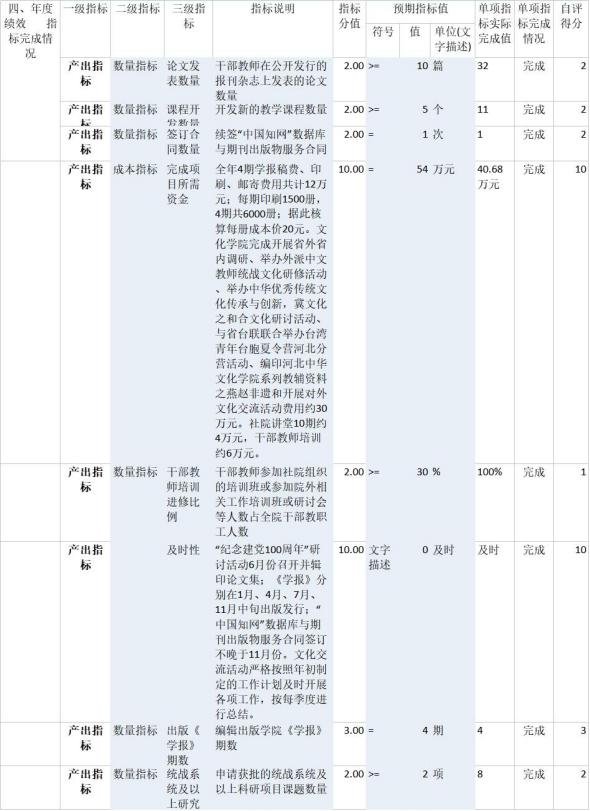 四、年度绩效 指标完成情况 一级指标 二级指标 三级指标 指标说明 指标分值 预期指标值 单项指标实际完成值 单项指标完成情况 自评得分
符号 值 单位(文字描述)
产出指标 数量指标 论文发表数量 干部教师在公开发行的报刊杂志上发表的论文数量 2.00 >= 10 篇 32 完成 2
产出指标 数量指标 课程开发数量 开发新的教学课程数量 2.00 >= 5 个 11 完成 2
产出指标 数量指标 签订合同数量 续签“中国知网”数据库与期刊出版物服务合同 2.00 = 1 次 1 完成 2
产出指标 成本指标 完成项目所需资金 全年4期学报稿费、印刷、邮寄费用共计12万元；每期印刷1500册，4期共6000册；据此核算每册成本价20元。文化学院完成开展省外省内调研、举办外派中文教师统战文化研修活动、举办中华优秀传统文化传承与创新，冀文化之和合文化研讨活动、与省台联联合举办台湾青年台胞夏令营河北分营活动、编印河北中华文化学院系列教辅资料之燕赵非遗和开展对外文化交流活动费用约30万元。社院讲堂10期约4万元，干部教师培训约6万元。 10.00 = 54 万元 40.68万元 完成 10
产出指标 数量指标 干部教师培训进修比例 干部教师参加社院组织的培训班或参加院外相关工作培训班或研讨会等人数占全院干部教职工人数 2.00 >= 30 % 100% 完成 1
产出指标 及时性 “纪念建党100周年”研讨活动6月份召开并辑印论文集；《学报》分别在1月、4月、7月、11月中旬出版发行；“中国知网”数据库与期刊出版物服务合同签订不晚于11月份。文化交流活动严格按照年初制定的工作计划及时开展各项工作，按每季度进行总结。 10.00 文字描述 0 及时 及时 完成 10
产出指标 数量指标 出版《学报》期数 编辑出版学院《学报》期数 3.00 = 4 期 4 完成 3
产出指标 数量指标 统战系统及以上研究 申请获批的统战系统及以上科研项目课题数量 2.00 >= 2 项 8 完成 2